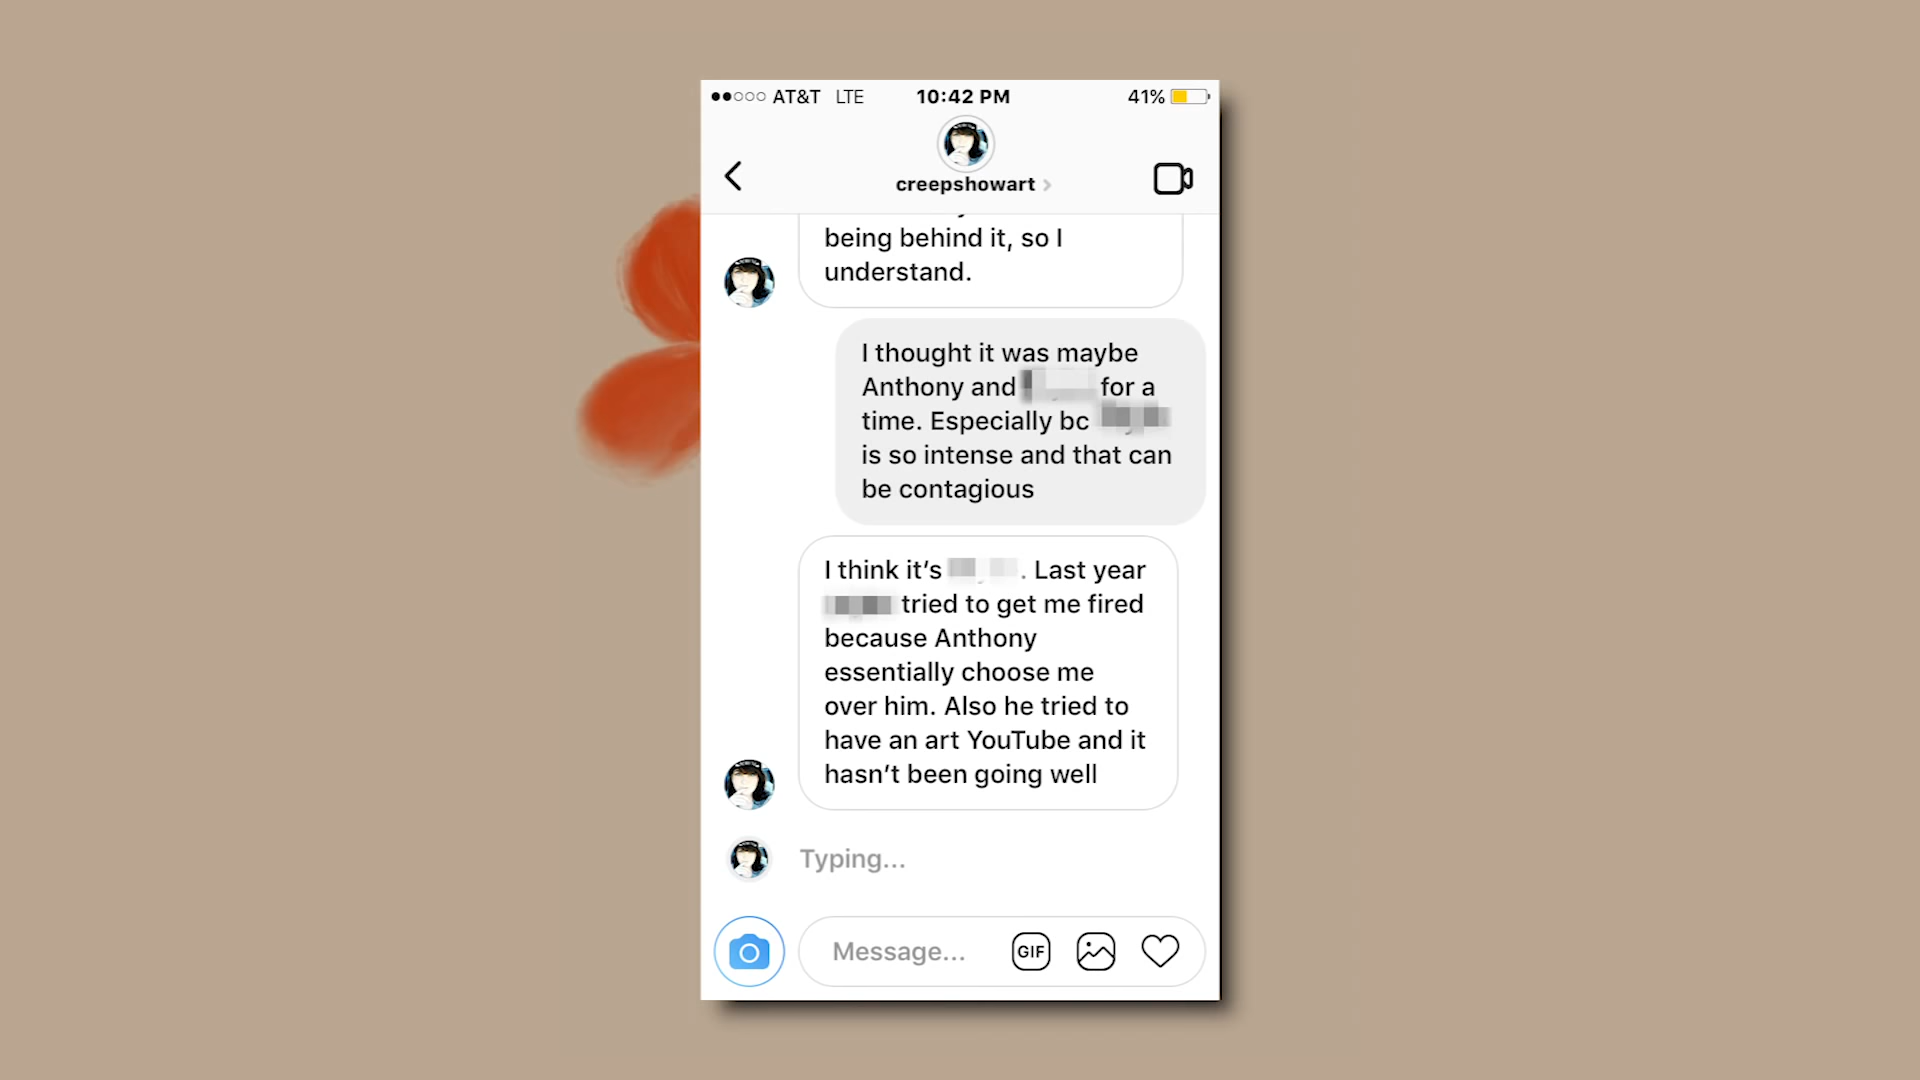 AT&T LTE 10:42 PM 41%
creepshowart
being behind it, so I
understand.
I thought it was maybe
Anthony and for a
time. Especially bc
is so intense and that can
be contagious
I think it's . Last year
tried to get me fired
because Anthony
essentially choose me
over him. Also he tried to
have an art YouTube and it
hasn't been going well
Typing...
Message... GIF